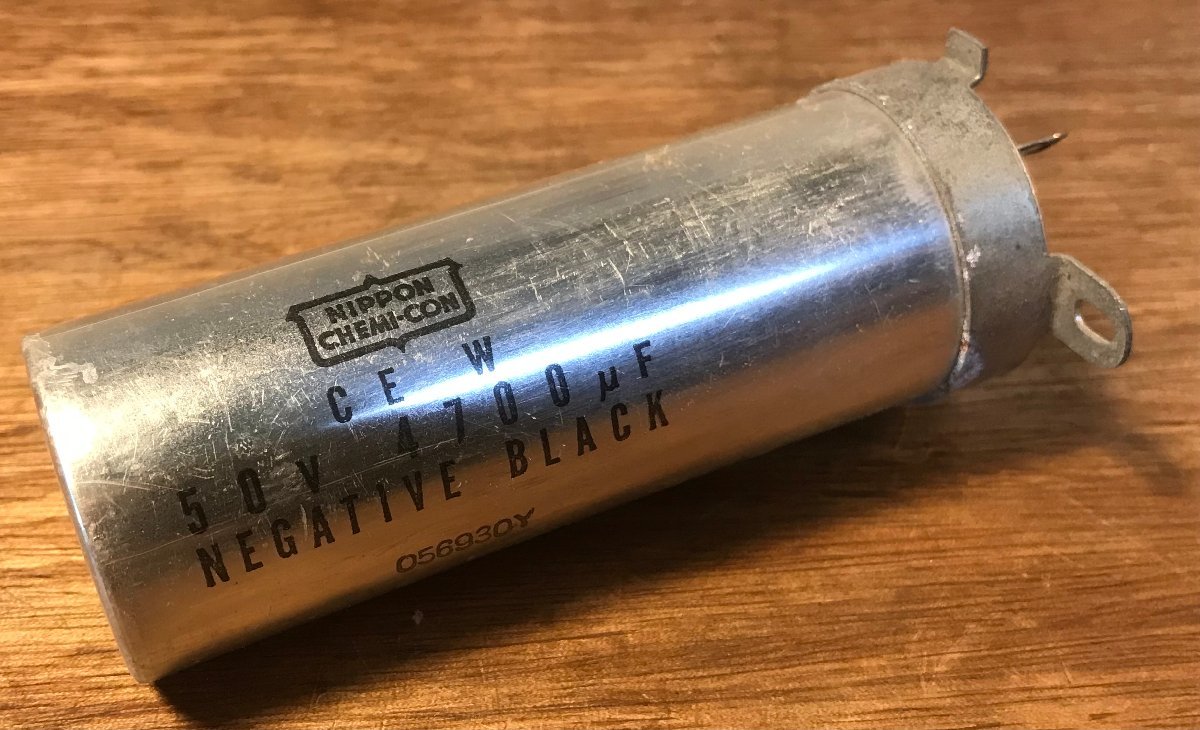 NIPPON
CHEMI-CON
CE W
50V 4700μF
NEGATIVE BLACK
056930Y